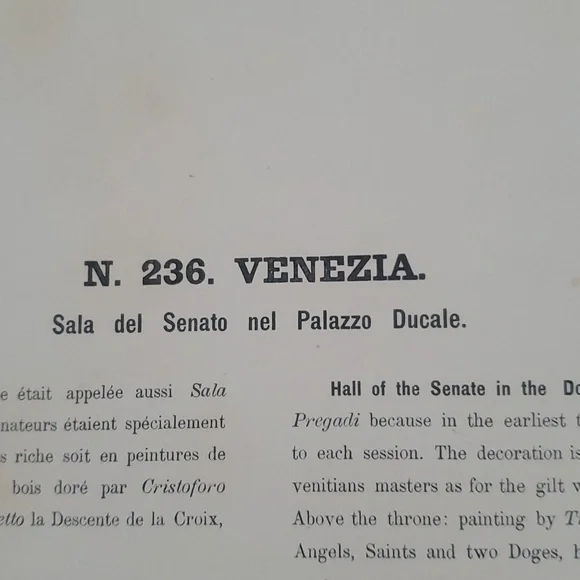 N. 236. VENEZIA.
Sala del Senato nel Palazzo Ducale.
e était appelée aussi Sala
nateurs étaient spécialement
s riche soit en peintures de
bois doré par Cristoforo
etto la Descente de la Croix,
Hall of the Senate in the Do
Pregadi because in the earliest t
to each session. The decoration is
venitians masters as for the gilt w
Above the throne: painting by T
Angels, Saints and two Doges, h